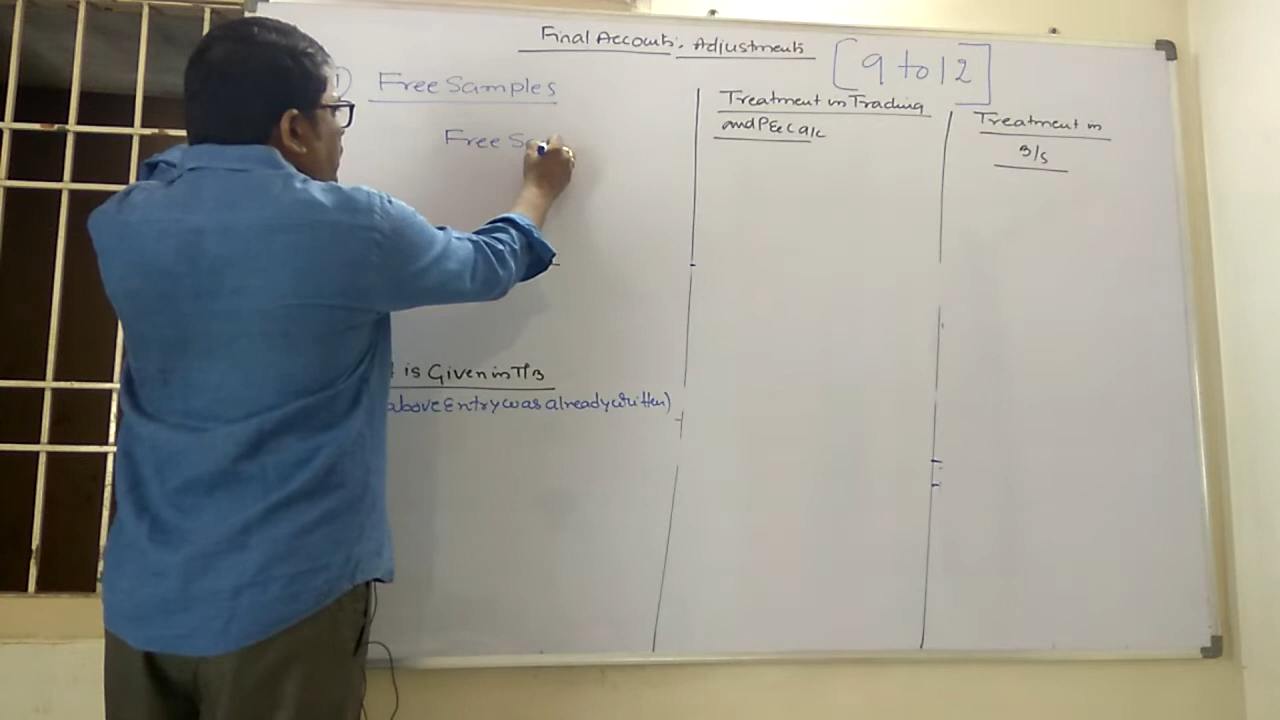 Final Accounts. Adjustments [9 to 12]
1) Free Samples
Free Sa
is Given in T/B
above Entry was already written)
Treatment in Trading
and P&L a/c
Treatment in
B/S